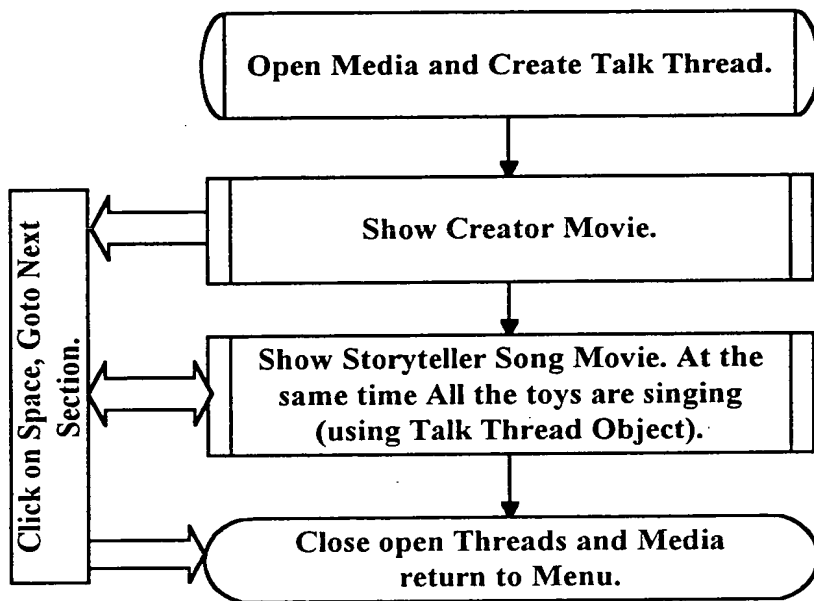 Open Media and Create Talk Thread.
Show Creator Movie.
Click on Space, Goto Next
Section.
Show Storyteller Song Movie. At the
same time All the toys are singing
(using Talk Thread Object).
Close open Threads and Media
return to Menu.